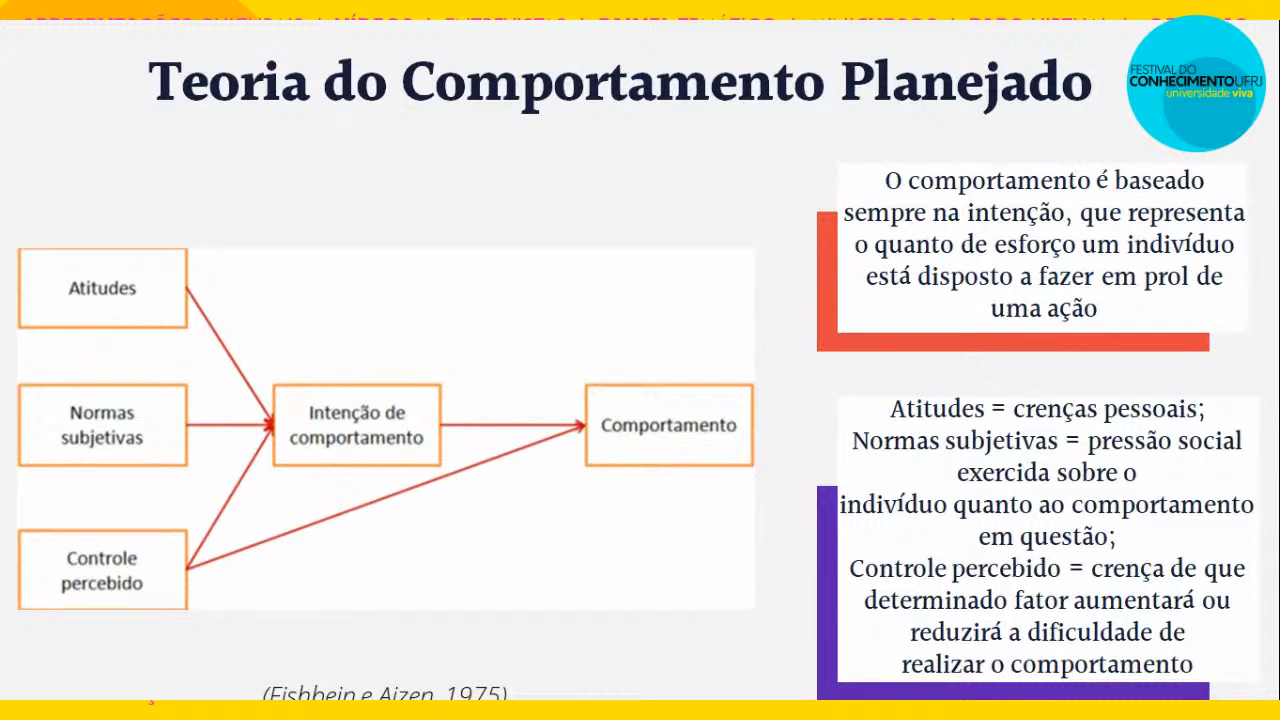 Teoria do Comportamento Planejado
FESTIVAL DO
CONHECIMENTOUFRJ
universidade viva
O comportamento é baseado
sempre na intenção, que representa
o quanto de esforço um indivíduo
está disposto a fazer em prol de
uma ação
Atitudes
Normas
subjetivas
Intenção de
comportamento
Comportamento
Controle
percebido
Atitudes = crenças pessoais;
Normas subjetivas = pressão social
exercida sobre o
indivíduo quanto ao comportamento
em questão;
Controle percebido = crença de que
determinado fator aumentará ou
reduzirá a dificuldade de
realizar o comportamento
(Fishbein e Ajzen, 1975)